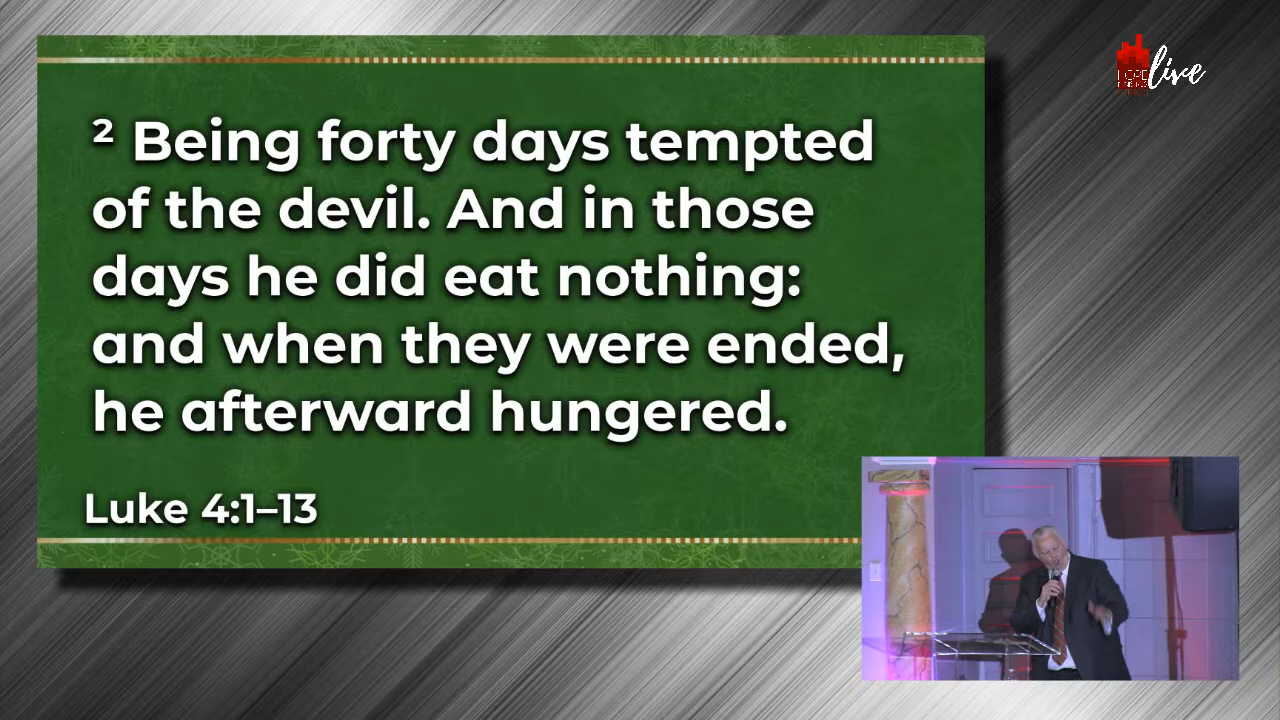 ² Being forty days tempted
of the devil. And in those
days he did eat nothing:
and when they were ended,
he afterward hungered.
Luke 4:1–13
live